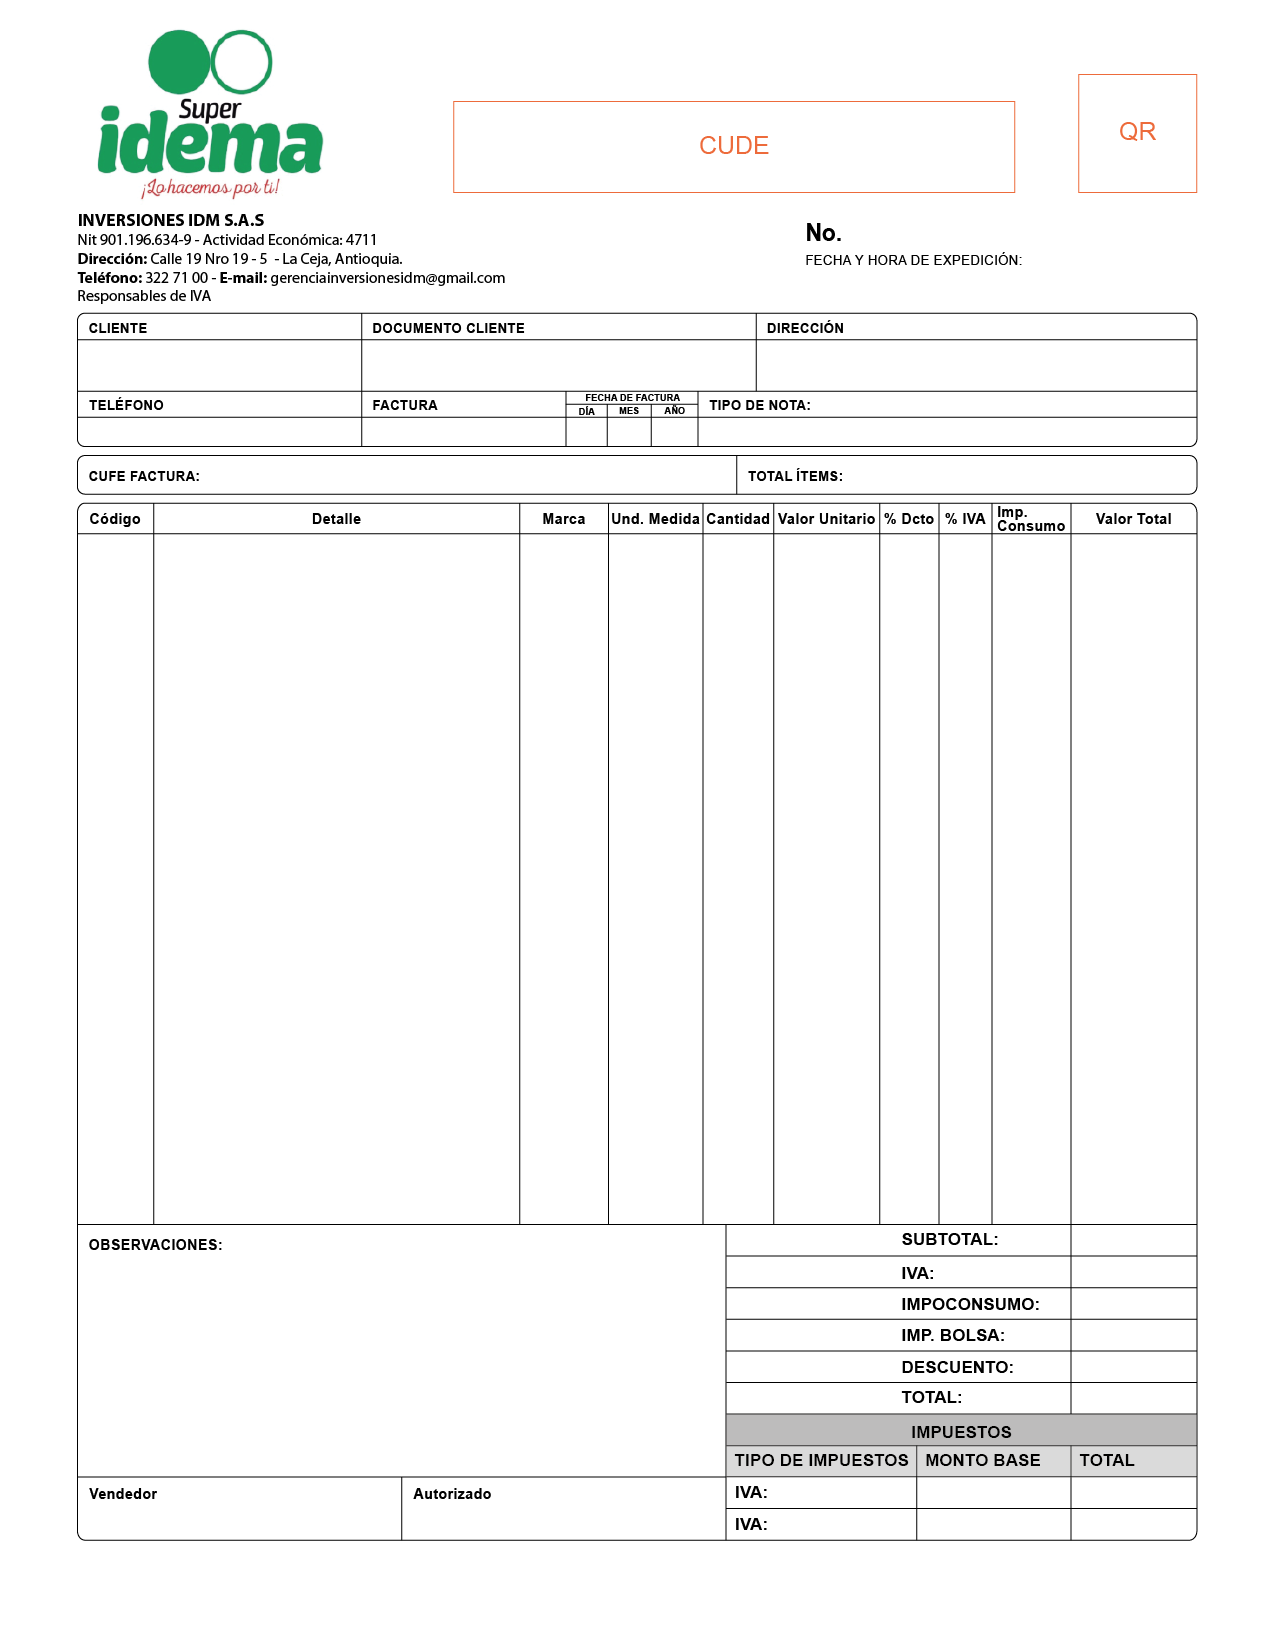 Super
idema
¡Lo hacemos por ti!
CUDE
QR
INVERSIONES IDM S.A.S
Nit 901.196.634-9 - Actividad Económica: 4711
Dirección: Calle 19 Nro 19 - 5 - La Ceja, Antioquia.
Teléfono: 322 71 00 - E-mail: gerenciainversionesidm@gmail.com
Responsables de IVA
No.
FECHA Y HORA DE EXPEDICIÓN:
CLIENTE DOCUMENTO CLIENTE DIRECCIÓN
TELÉFONO FACTURA FECHA DE FACTURA TIPO DE NOTA:
DÍA MES AÑO
CUFE FACTURA: TOTAL ÍTEMS:
Código Detalle Marca Und. Medida Cantidad Valor Unitario % Dcto % IVA Imp. Consumo Valor Total
OBSERVACIONES:
SUBTOTAL:
IVA:
IMPOCONSUMO:
IMP. BOLSA:
DESCUENTO:
TOTAL:
IMPUESTOS
TIPO DE IMPUESTOS MONTO BASE TOTAL
Vendedor Autorizado IVA:
IVA: